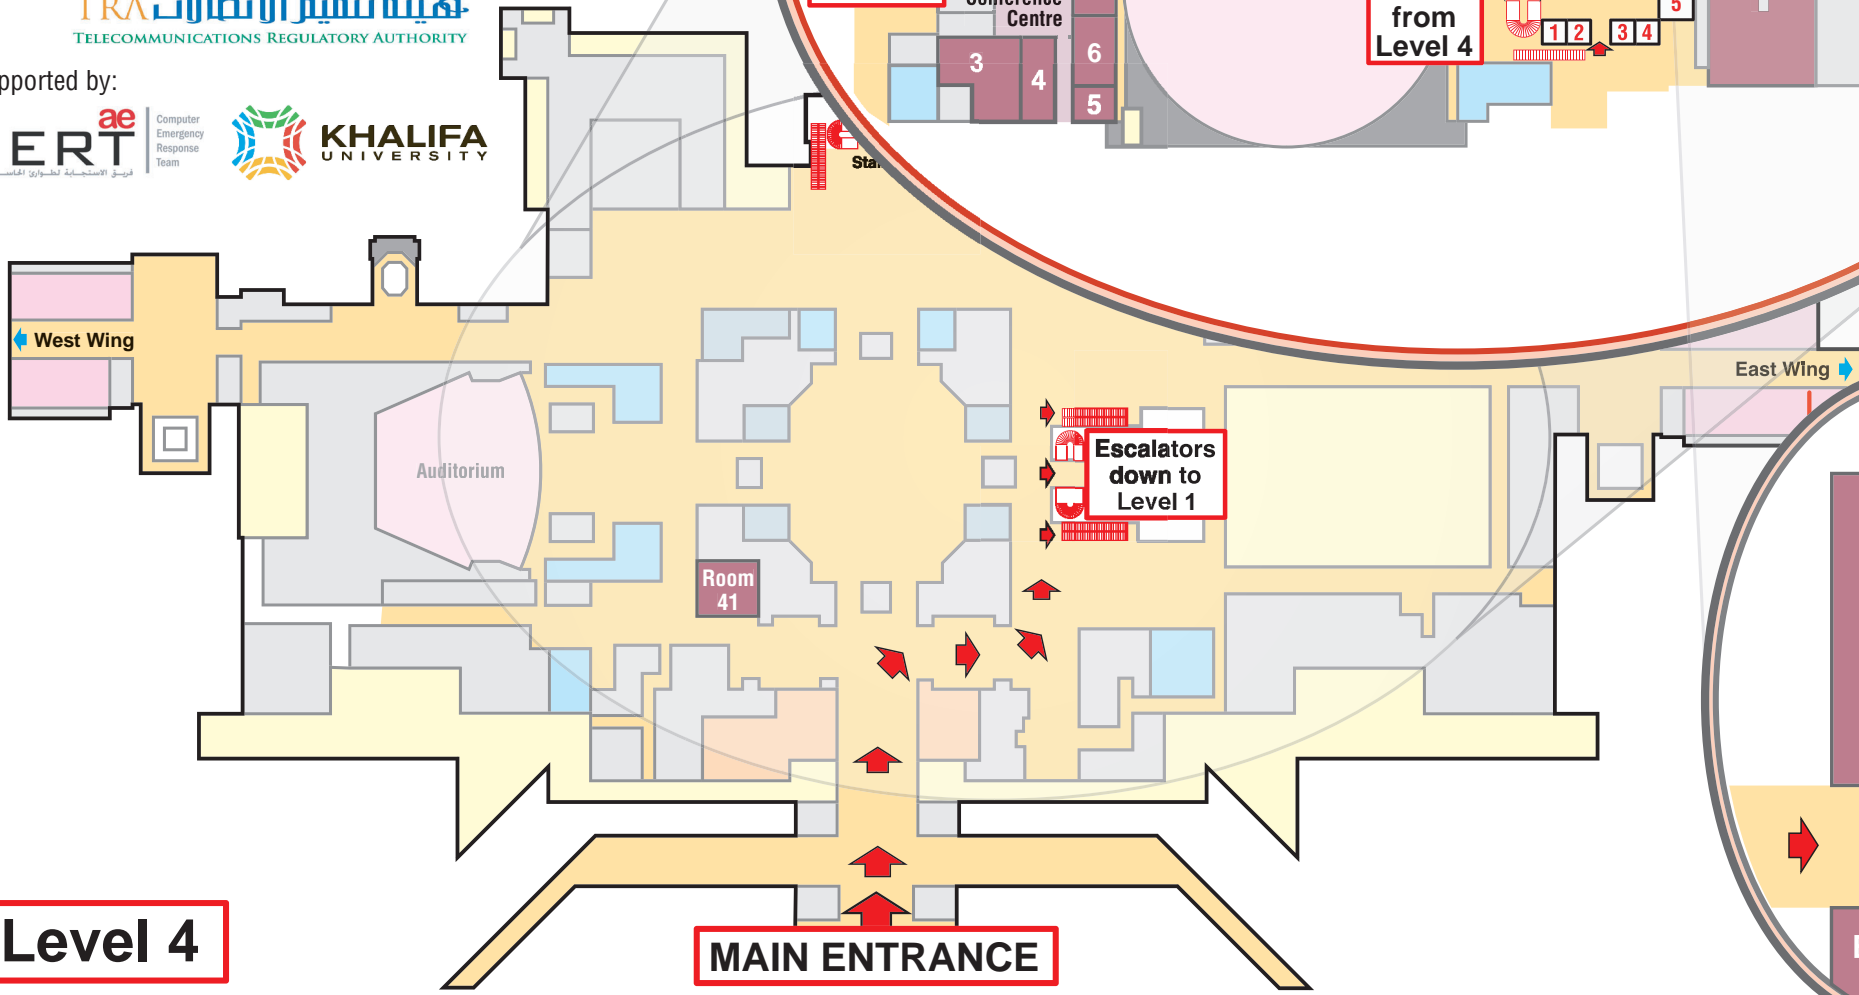 TELECOMMUNICATIONS REGULATORY AUTHORITY
pported by:
ERT
ae
Computer
Emergency
Response
Team
KHALIFA
UNIVERSITY
Centre
3
4
6
5
from
Level 4
1 2 3 4
5
West Wing
East Wing
Auditorium
Escalators
down to
Level 1
Room
41
Level 4
MAIN ENTRANCE